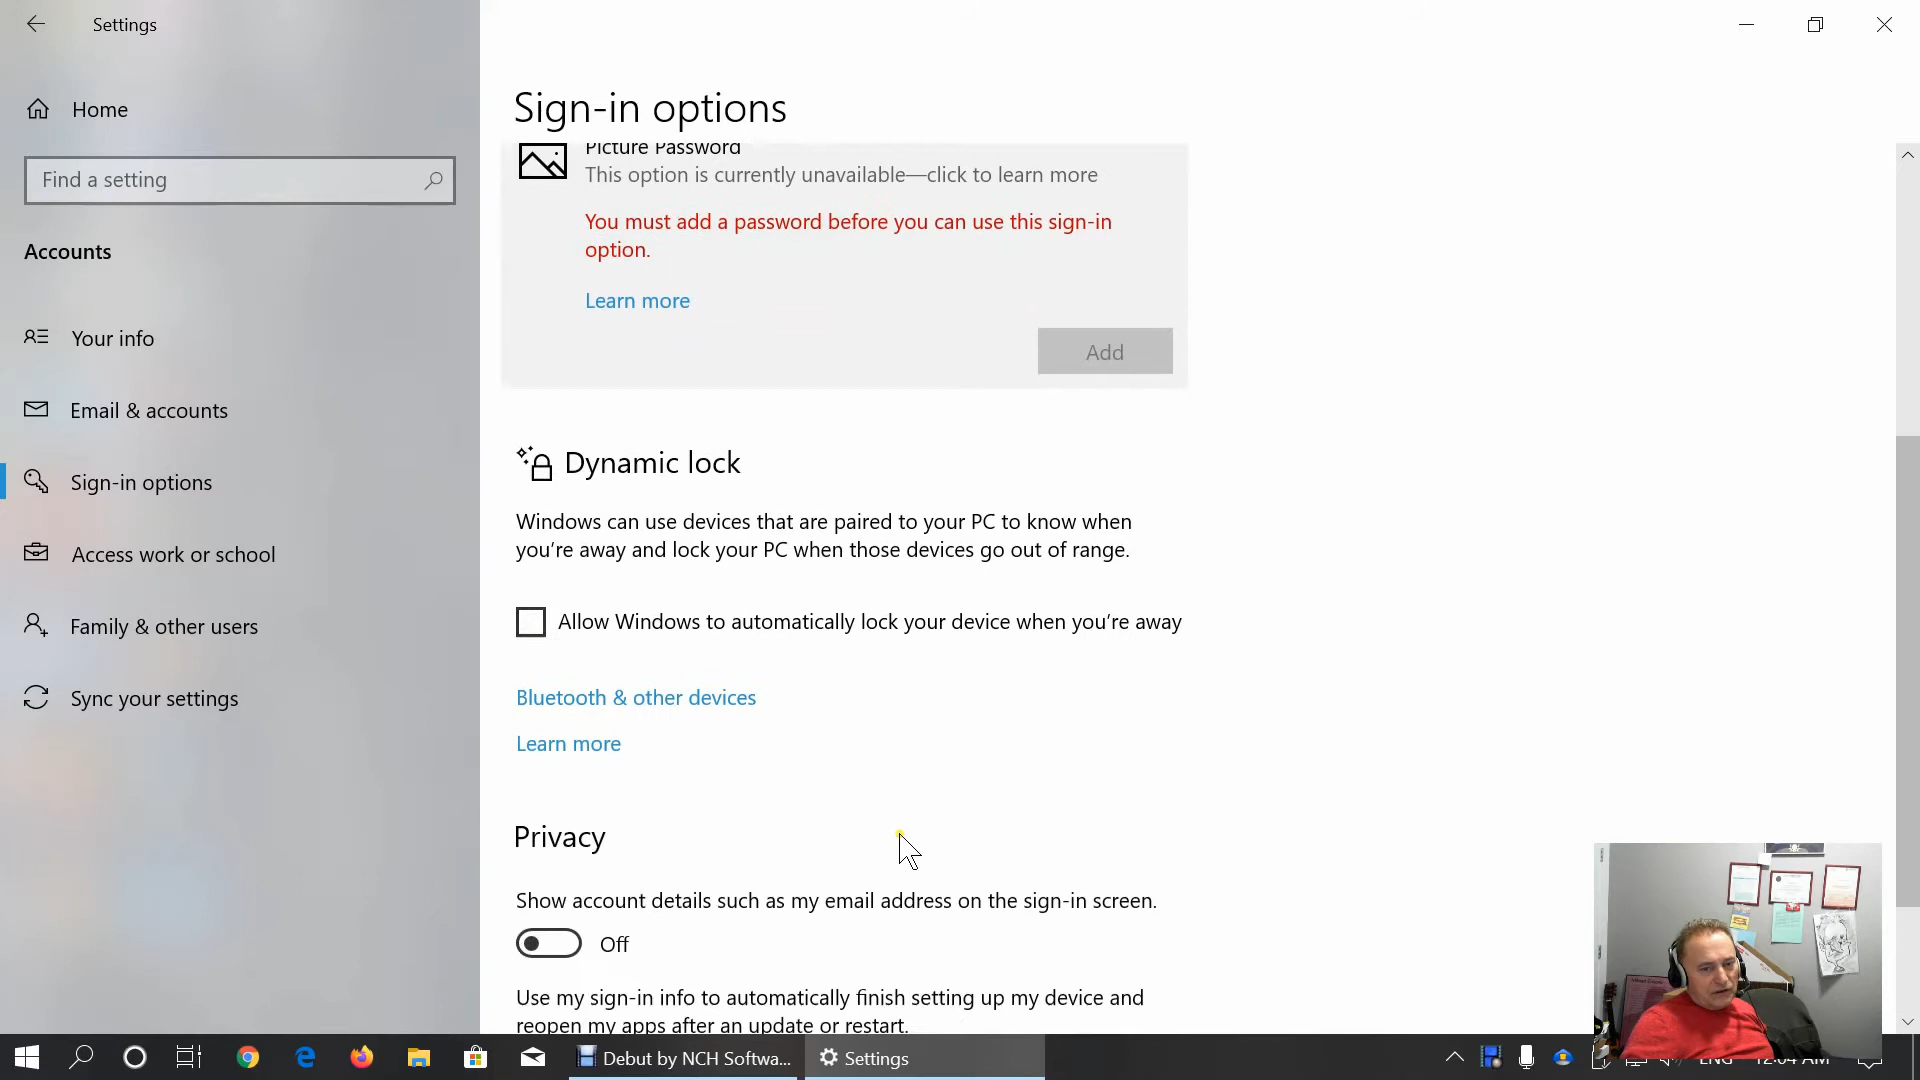 Settings
Home
Find a setting
Accounts
Your info
Email & accounts
Sign-in options
Access work or school
Family & other users
Sync your settings
Sign-in options
Picture Password
This option is currently unavailable—click to learn more
You must add a password before you can use this sign-in
option.
Learn more
Add
Dynamic lock
Windows can use devices that are paired to your PC to know when
you're away and lock your PC when those devices go out of range.
Allow Windows to automatically lock your device when you're away
Bluetooth & other devices
Learn more
Privacy
Show account details such as my email address on the sign-in screen.
Off
Use my sign-in info to automatically finish setting up my device and
reopen my apps after an update or restart.
Debut by NCH Softwa...
Settings
ENG
12:04 AM